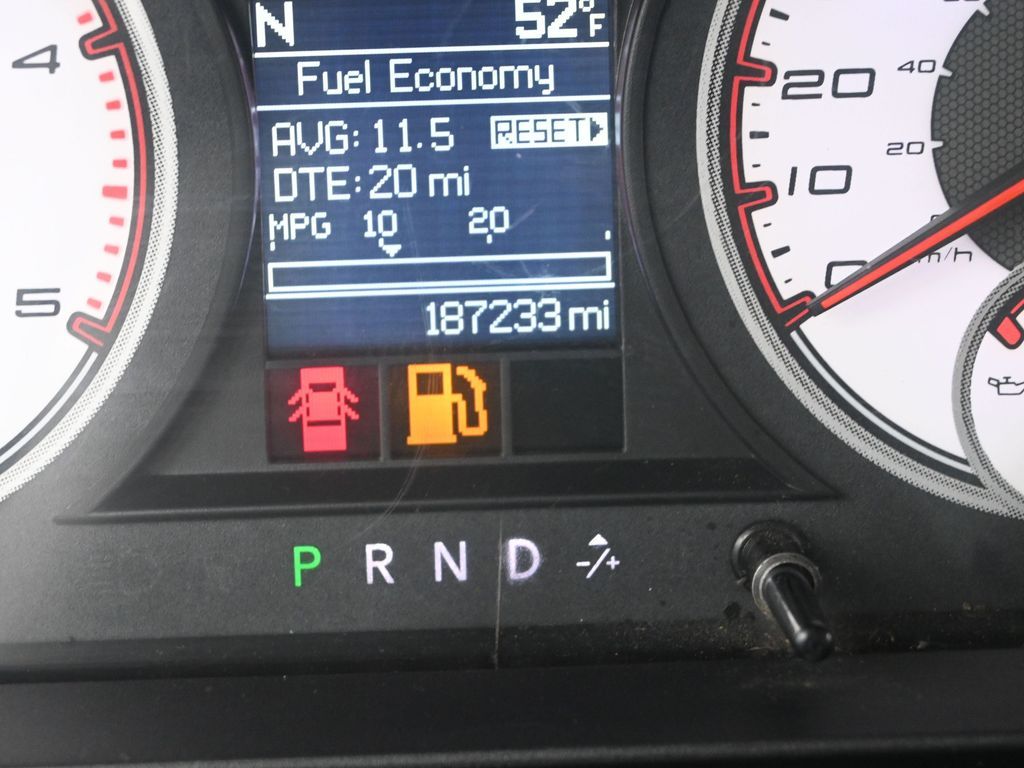 N 52°F
Fuel Economy
AVG: 11.5 RESET
DTE: 20 mi
MPG 10 20
187233 mi
4
5
20
10
0
40
20
P R N D -/+